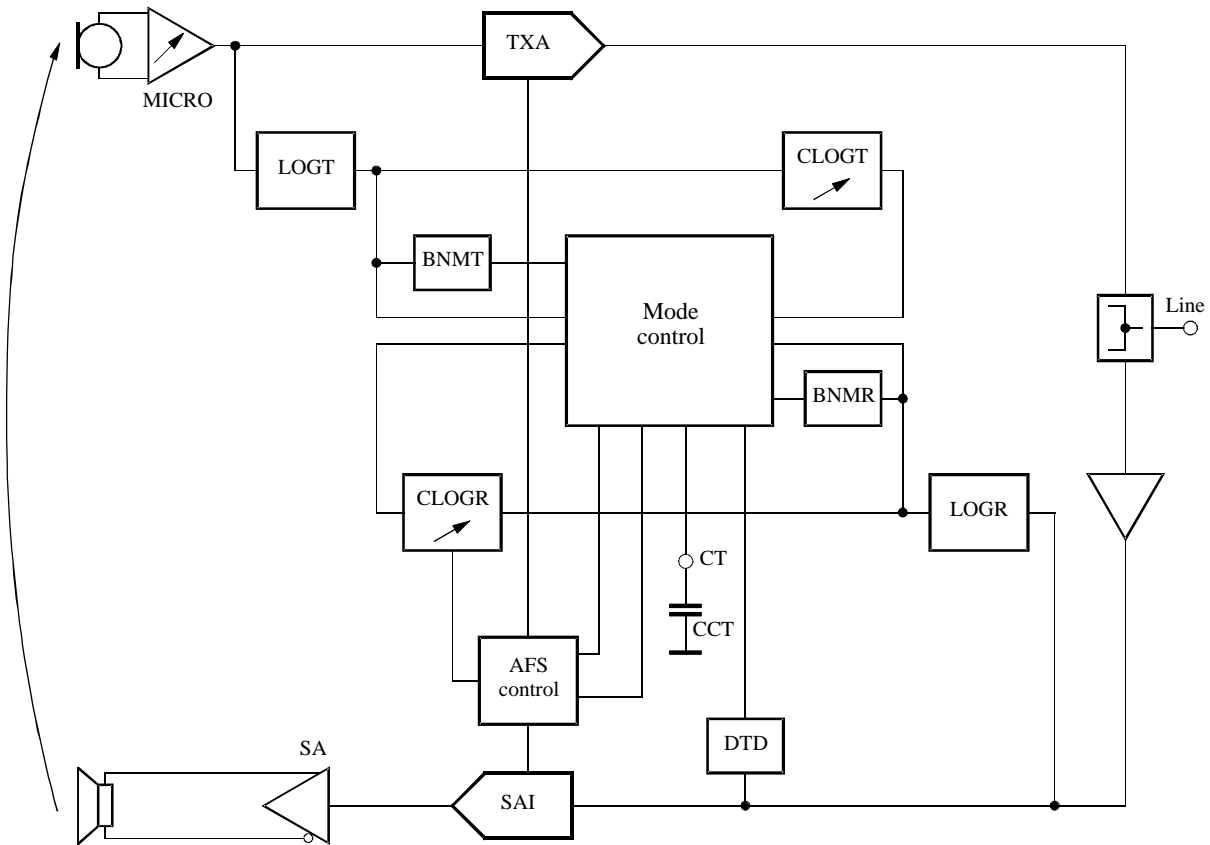 TXA
MICRO
LOGT
CLOGT
BNMT
Mode
control
Line
BNMR
CLOGR
LOGR
CT
CCT
AFS
control
DTD
SA
SAI